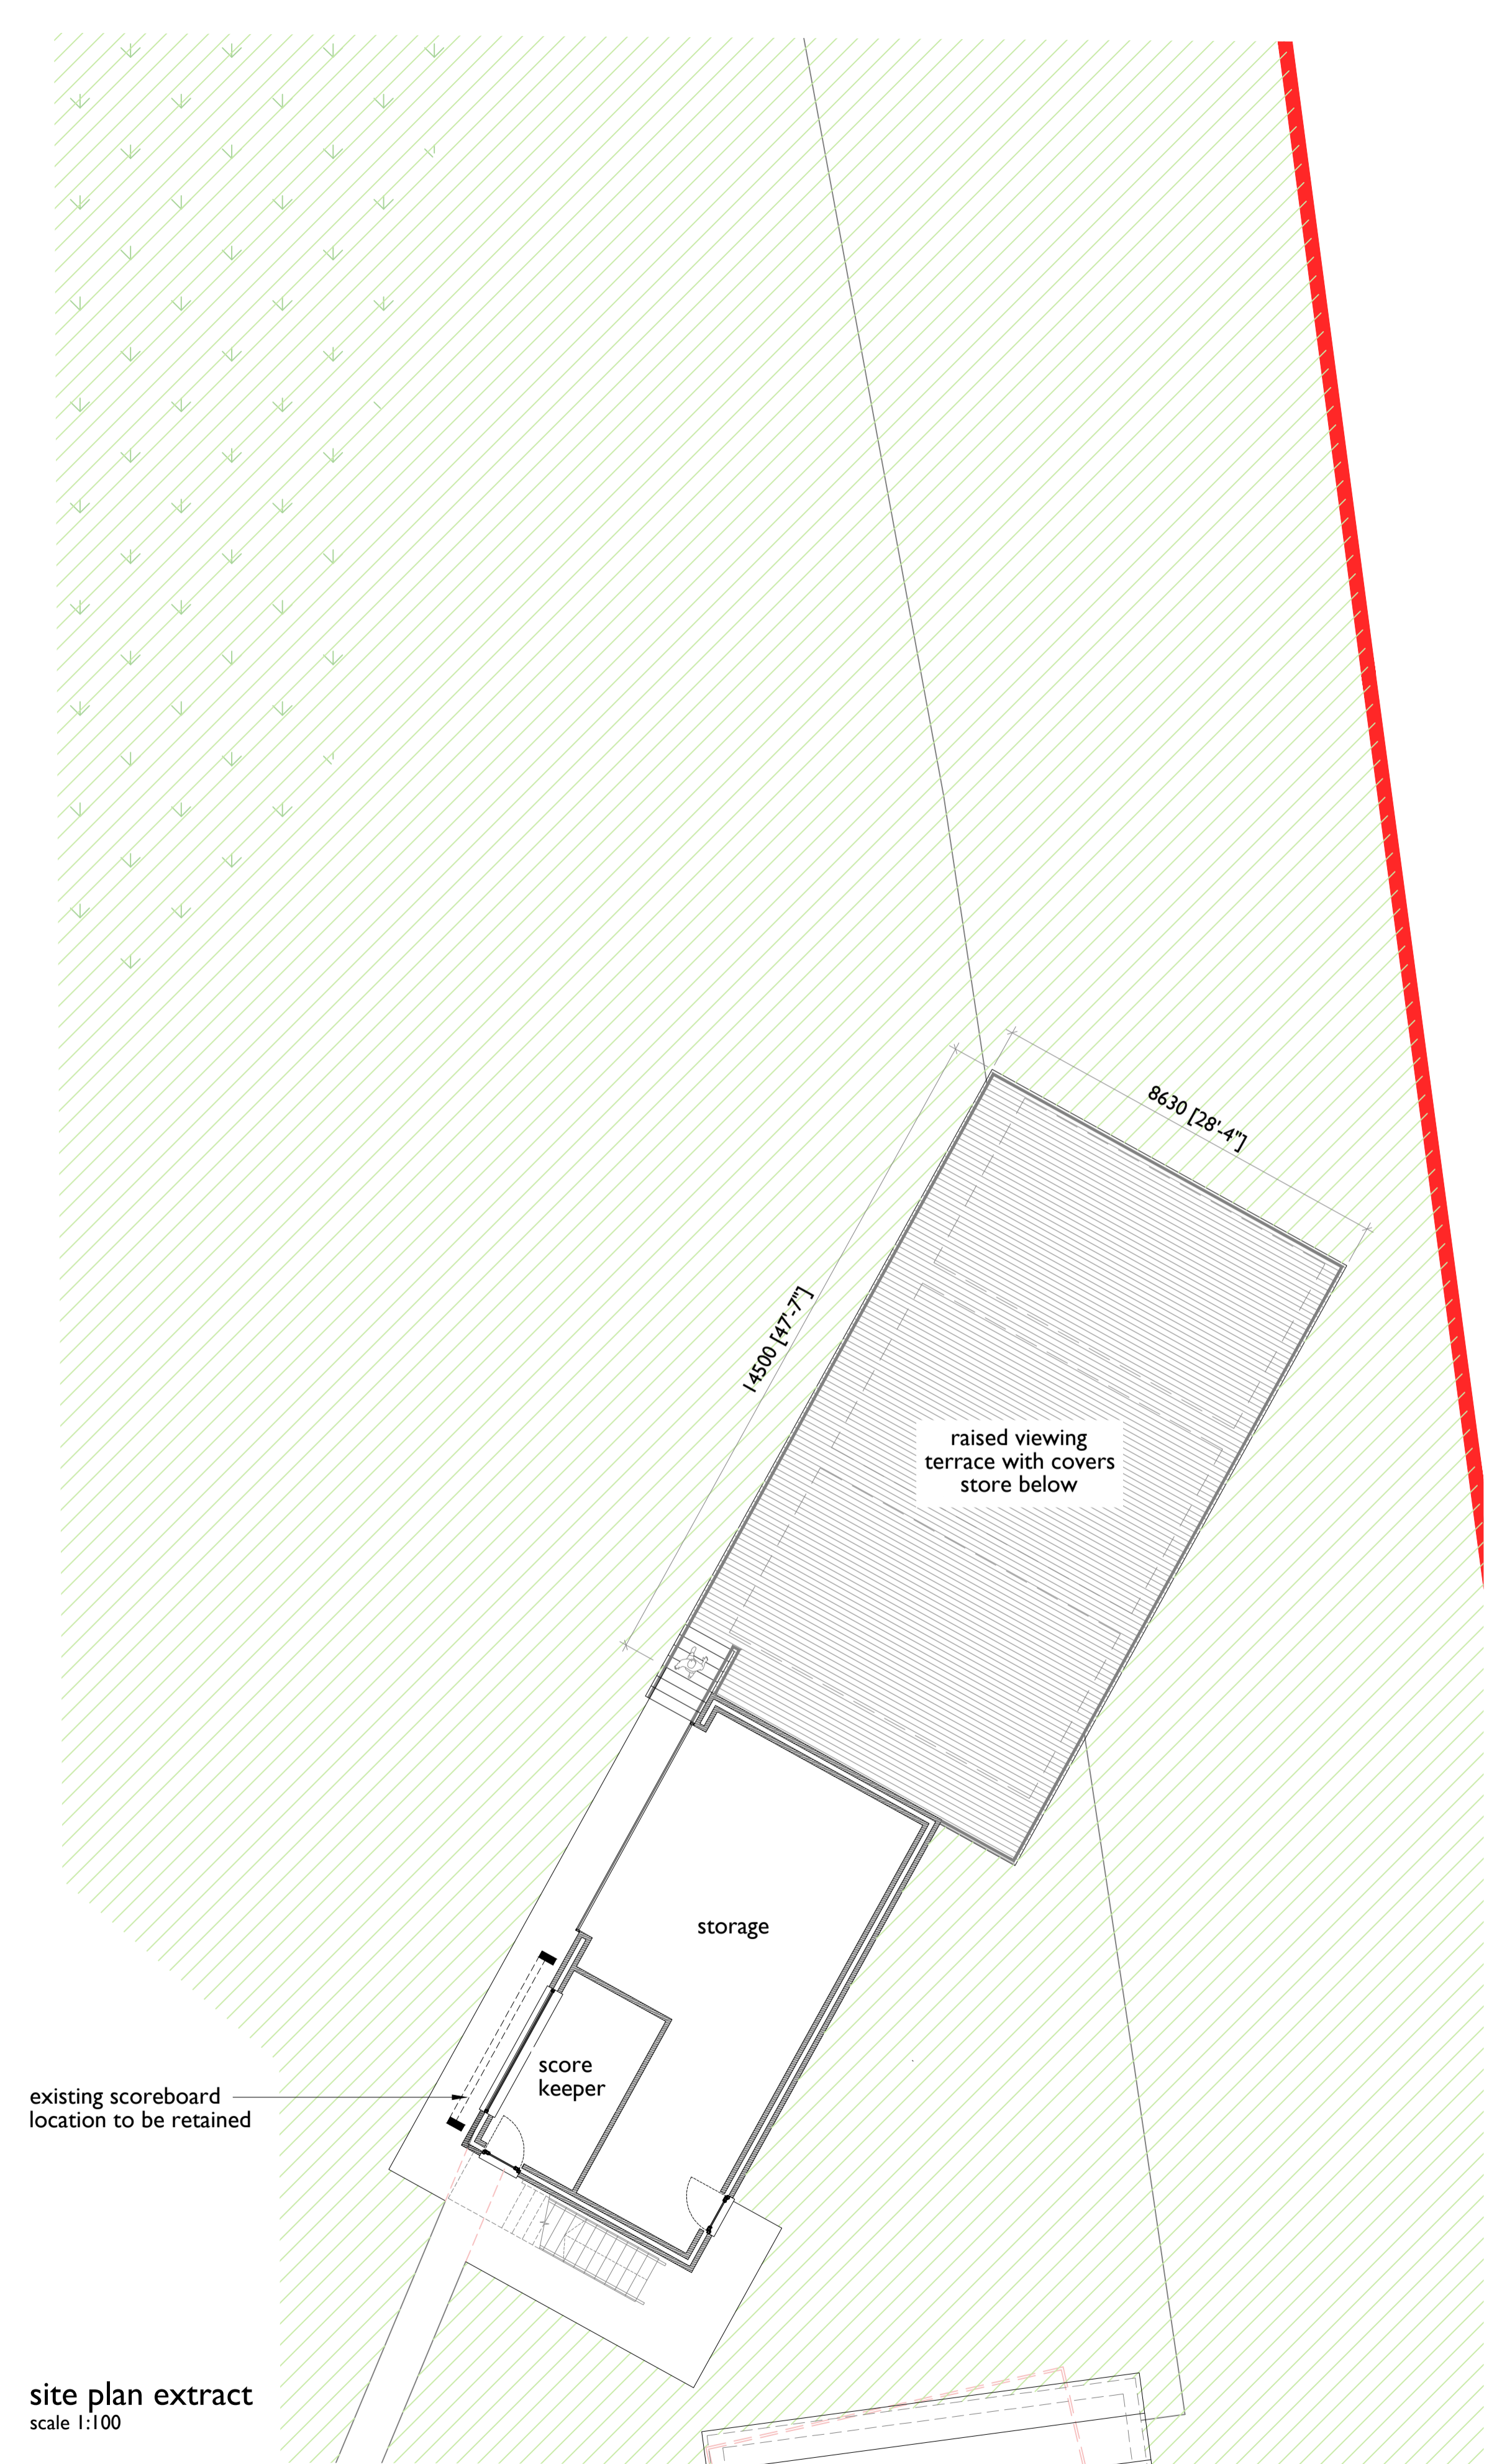 8630 [28'-4"]
14500 [47'-7"]
raised viewing
terrace with covers
store below
storage
score
keeper
existing scoreboard
location to be retained
site plan extract
scale 1:100